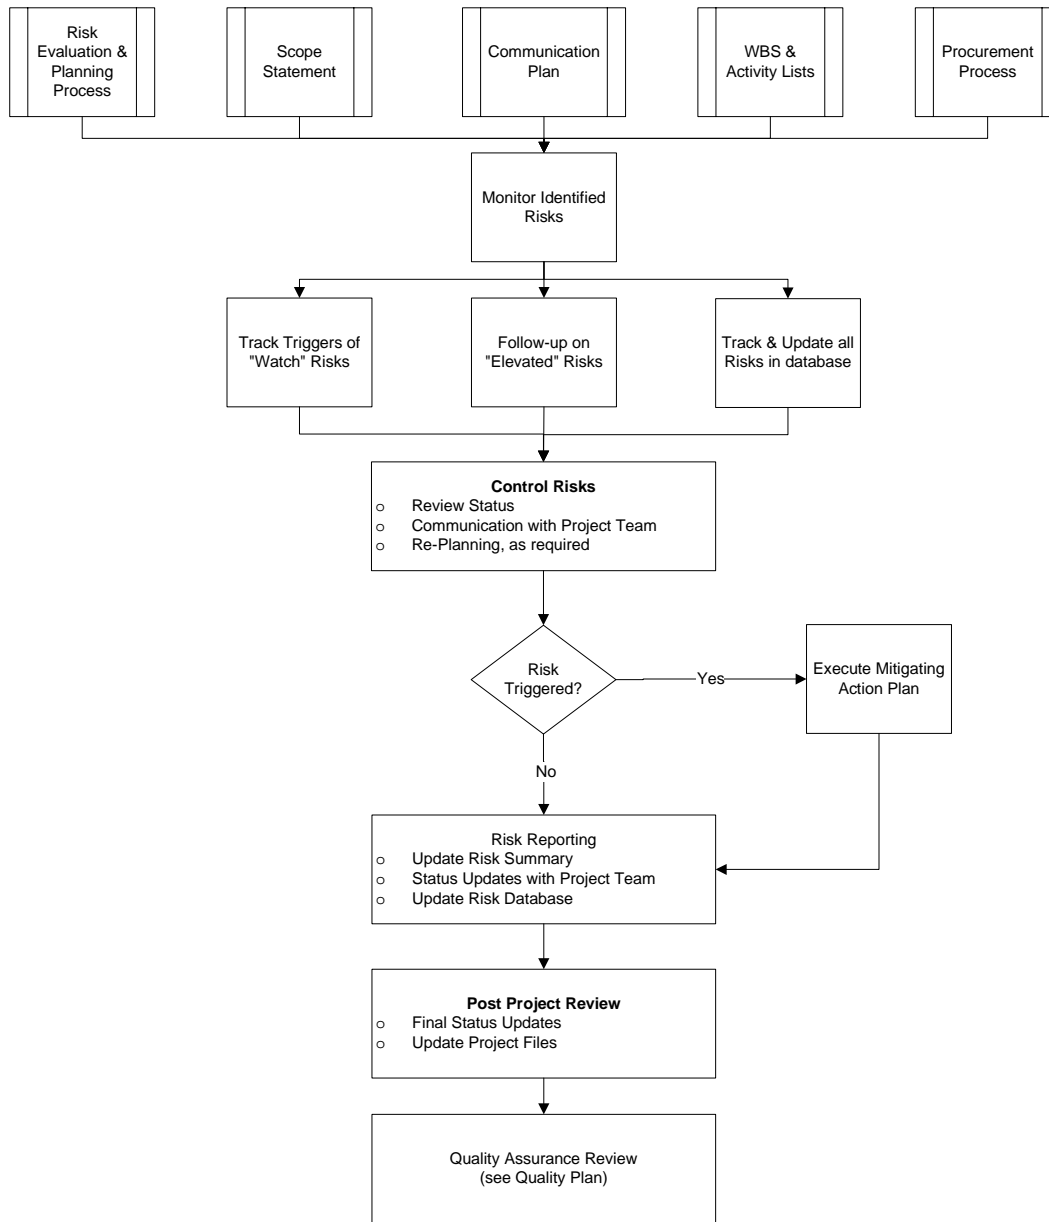 Risk
Evaluation &
Planning
Process
Scope
Statement
Communication
Plan
WBS &
Activity Lists
Procurement
Process
Monitor Identified
Risks
Track Triggers of
"Watch" Risks
Follow-up on
"Elevated" Risks
Track & Update all
Risks in database
Control Risks
o Review Status
o Communication with Project Team
o Re-Planning, as required
Risk
Triggered?
Yes
Execute Mitigating
Action Plan
No
Risk Reporting
o Update Risk Summary
o Status Updates with Project Team
o Update Risk Database
Post Project Review
o Final Status Updates
o Update Project Files
Quality Assurance Review
(see Quality Plan)